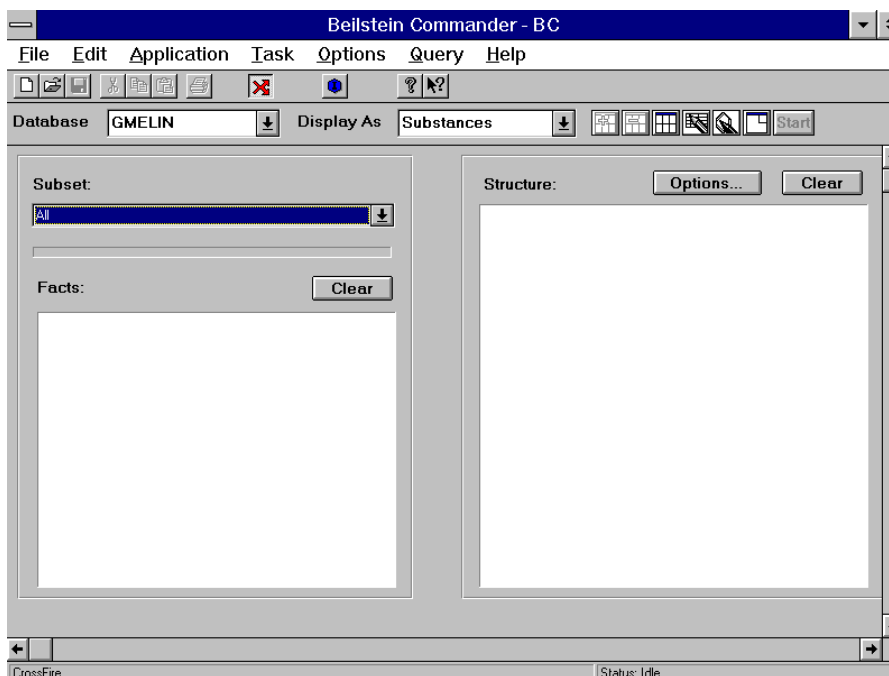 Beilstein Commander - BC
File Edit Application Task Options Query Help
Database GMELIN Display As Substances Start
Subset:
All
Structure: Options... Clear
Facts: Clear
CrossFire Status: Idle